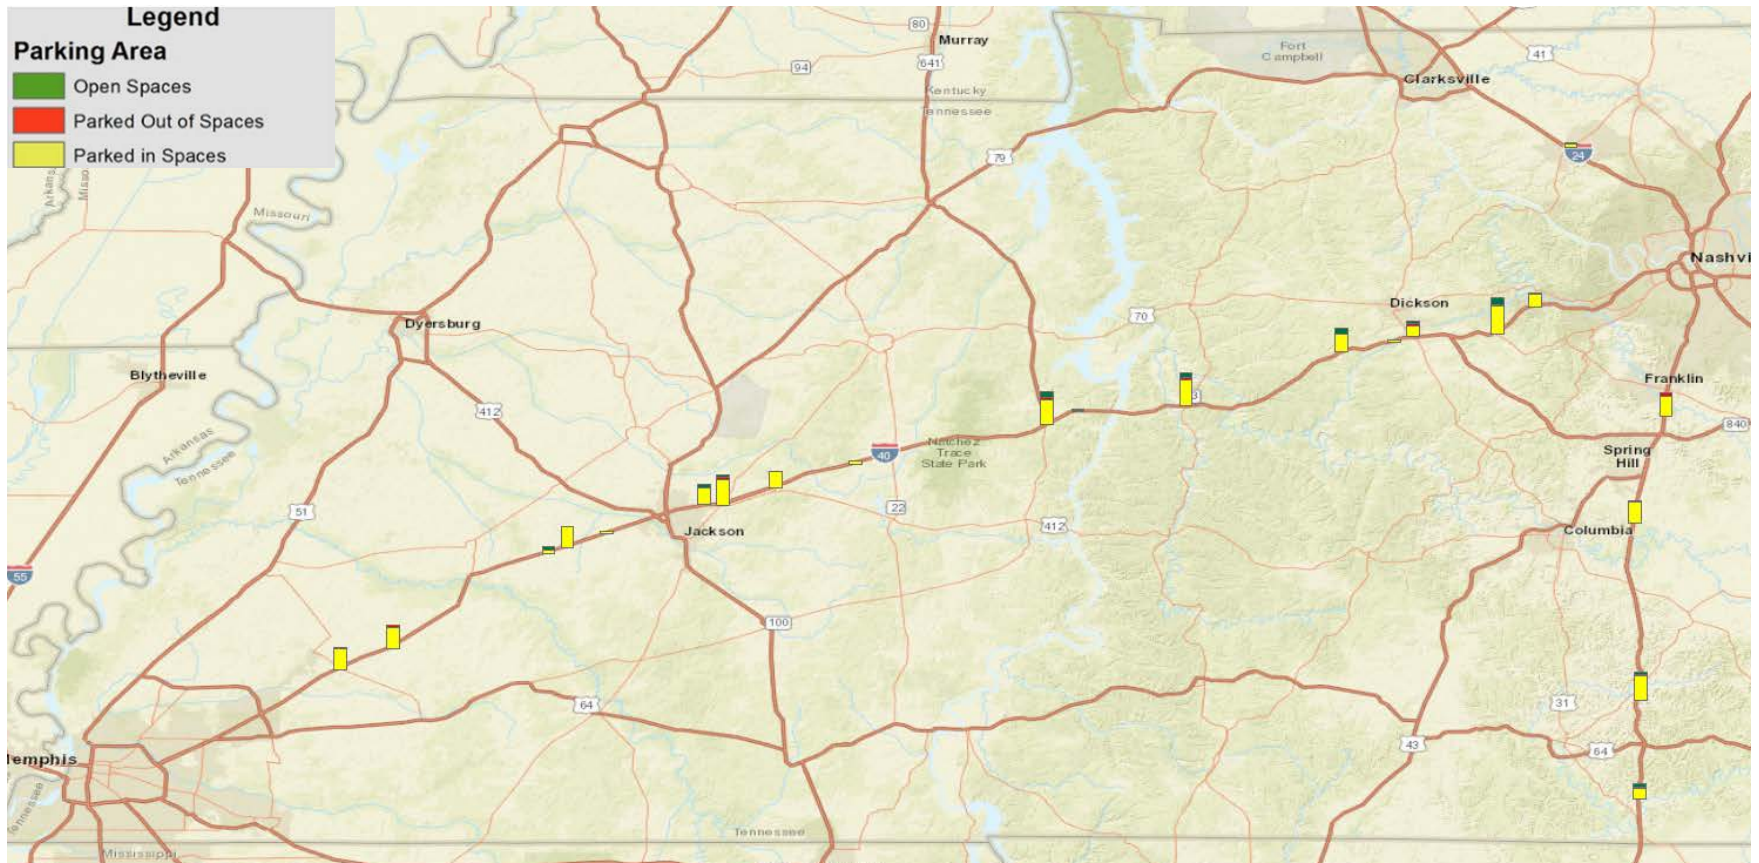 Legend
Parking Area
Open Spaces
Parked Out of Spaces
Parked in Spaces
80
Murray
641
94
Kentucky
Tennessee
Fort
Campbell
41
Clarksville
79
24
Missouri
Nashvi
Dickson
Dyersburg
70
Blytheville
Franklin
412
840
Arkansas
Tennessee
40
Natchez
Trace
State Park
Spring
Hill
51
22
412
Jackson
Columbia
55
100
64
31
43
64
emphis
Tennessee
Tennessee
Mississippi